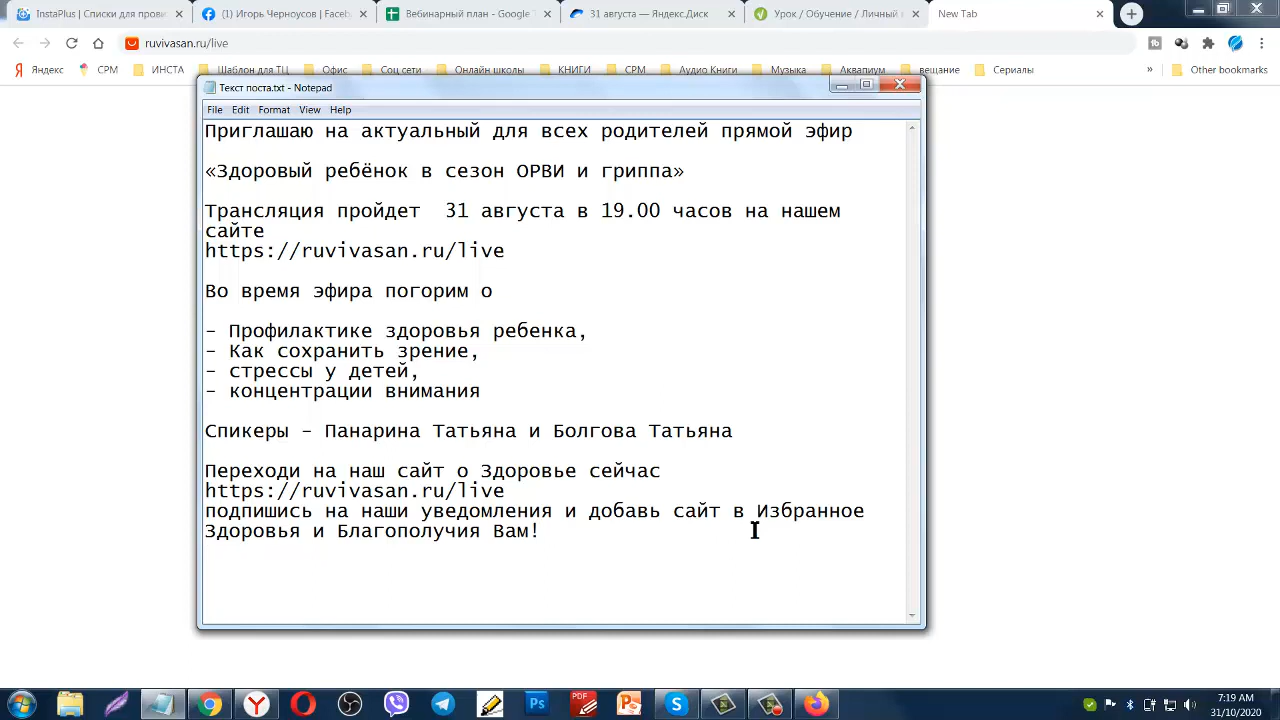 InstaPlus | Списки для прове
(1) Игорь Черноусов | Faceb
Вебинарный план - Google Т
31 августа — Яндекс.Дис
Урок / Обучение / Личный к
New Tab
ruvivasan.ru/live
Яндекс СРМ ИНСТА Шаблон для ТЦ Офис Соц сети Онлайн школы КНИГИ СРМ Аудио Книги Музыка Аквапиум вещание Сериалы » Other bookmarks
Текст поста.txt - Notepad
File Edit Format View Help
Приглашаю на актуальный для всех родителей прямой эфир
«Здоровый ребёнок в сезон ОРВИ и гриппа»
Трансляция пройдет 31 августа в 19.00 часов на нашем
сайте
https://ruvivasan.ru/live
Во время эфира погорим о
- Профилактике здоровья ребенка,
- Как сохранить зрение,
- стрессы у детей,
- концентрации внимания
Спикеры - Панарина Татьяна и Болгова Татьяна
Переходи на наш сайт о Здоровье сейчас
https://ruvivasan.ru/live
подпишись на наши уведомления и добавь сайт в Избранное
Здоровья и Благополучия Вам!
7:19 AM
31/10/2020